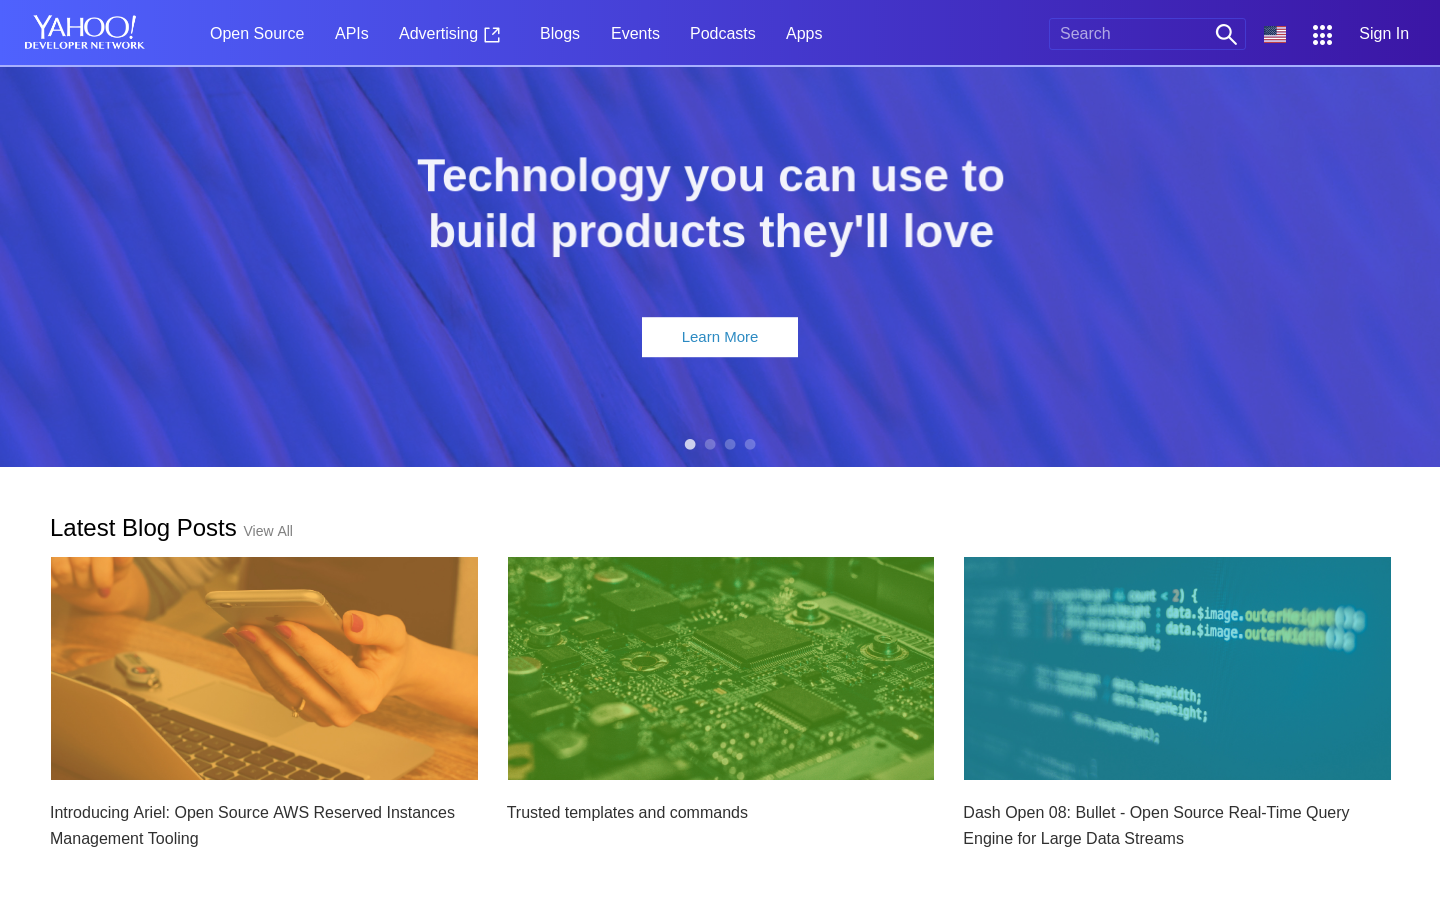 YAHOO!
DEVELOPER NETWORK
Open Source
APIs
Advertising
Blogs
Events
Podcasts
Apps
Search
Sign In
Technology you can use to
build products they'll love
Learn More
Latest Blog Posts View All
count < 2) {
: data.$image.outerHeight();
: data.$image.outerWidth();
data.imageWidth;
data.imageHeight;
Introducing Ariel: Open Source AWS Reserved Instances
Management Tooling
Trusted templates and commands
Dash Open 08: Bullet - Open Source Real-Time Query
Engine for Large Data Streams